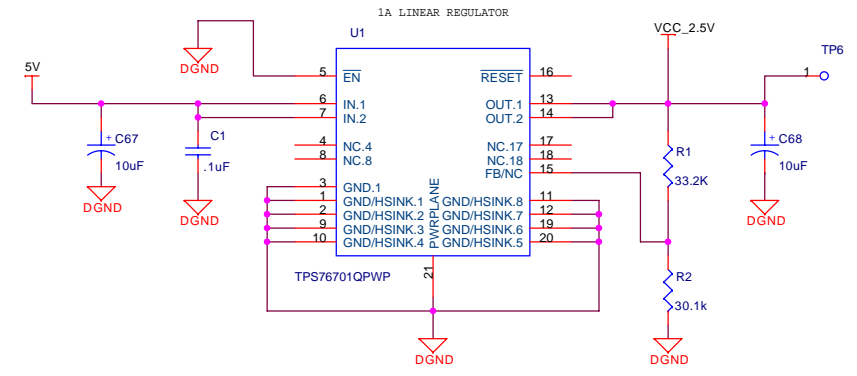 1A LINEAR REGULATOR
U1
VCC_2.5V
TP6
DGND
5V
5 EN
RESET 16
1
6 IN.1
OUT.1 13
7 IN.2
OUT.2 14
+ C67
10uF
C1
.1uF
4 NC.4
NC.17 17
8 NC.8
NC.18 18
FB/NC 15
R1
33.2K
+ C68
10uF
3 GND.1
1 GND/HSINK.1
GND/HSINK.8 11
2 GND/HSINK.2
GND/HSINK.7 12
9 GND/HSINK.3
GND/HSINK.6 19
10 GND/HSINK.4
GND/HSINK.5 20
PWRPLANE
21
DGND
DGND
DGND
TPS76701QPWP
R2
30.1k
DGND
DGND